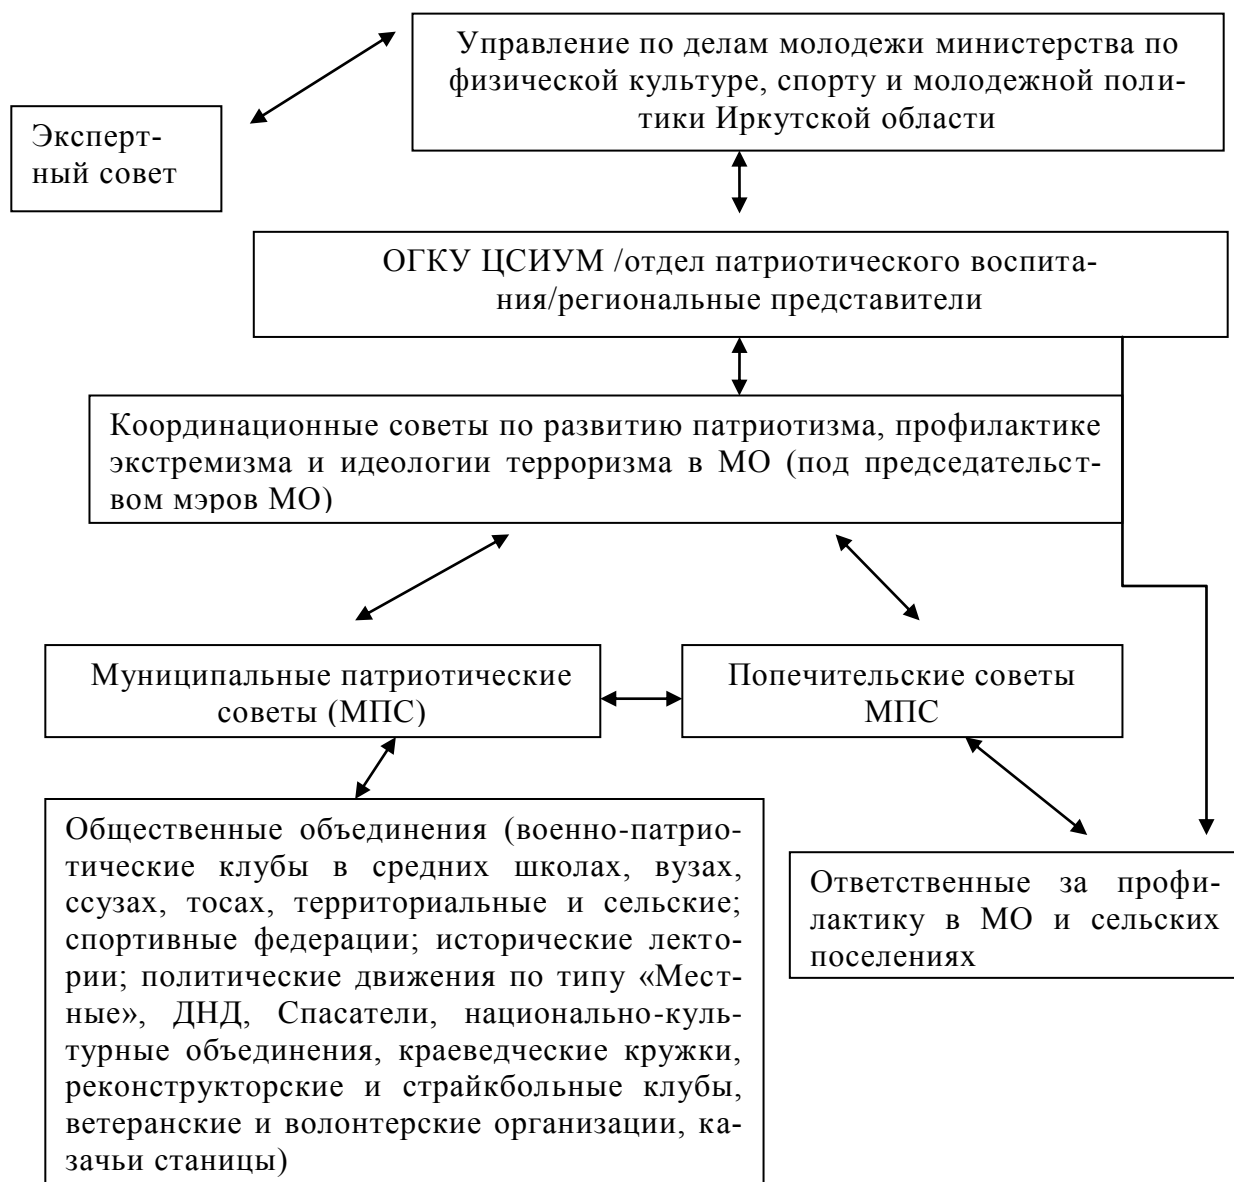 Управление по делам молодежи министерства по
физической культуре, спорту и молодежной поли-
тики Иркутской области
Эксперт-
ный совет
ОГКУ ЦСИУМ /отдел патриотического воспита-
ния/региональные представители
Координационные советы по развитию патриотизма, профилактике
экстремизма и идеологии терроризма в МО (под председательст-
вом мэров МО)
Муниципальные патриотические
советы (МПС)
Попечительские советы
МПС
Общественные объединения (военно-патрио-
тические клубы в средних школах, вузах,
ссузах, тосах, территориальные и сельские;
спортивные федерации; исторические лекто-
рии; политические движения по типу «Мест-
ные», ДНД, Спасатели, национально-куль-
турные объединения, краеведческие кружки,
реконструкторские и страйкбольные клубы,
ветеранские и волонтерские организации, ка-
зачьи станицы)
Ответственные за профи-
лактику в МО и сельских
поселениях